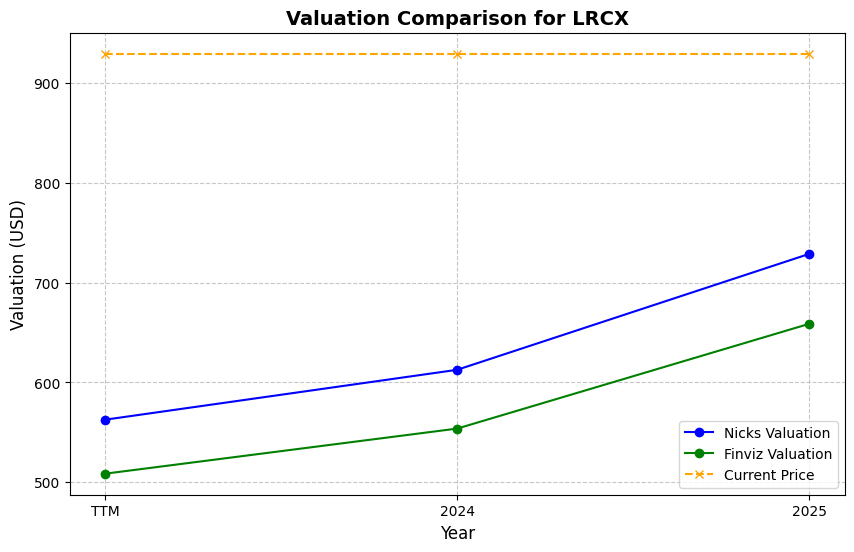 Valuation Comparison for LRCX
Valuation (USD)
900
800
700
600
500
TTM
2024
2025
Year
Nicks Valuation
Finviz Valuation
Current Price